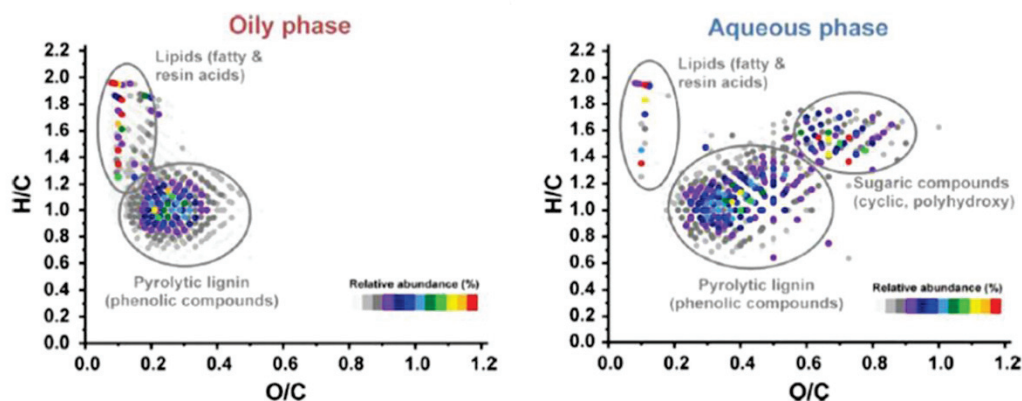 Oily phase
Lipids (fatty &
resin acids)
Pyrolytic lignin
(phenolic compounds)
Relative abundance (%)
H/C
2.2
2.0
1.8
1.6
1.4
1.2
1.0
0.8
0.6
0.4
0.2
0.0
0.0 0.2 0.4 0.6 0.8 1.0 1.2
O/C
Aqueous phase
Lipids (fatty &
resin acids)
Sugaric compounds
(cyclic, polyhydroxy)
Pyrolytic lignin
(phenolic compounds)
Relative abundance (%)
H/C
2.2
2.0
1.8
1.6
1.4
1.2
1.0
0.8
0.6
0.4
0.2
0.0
0.0 0.2 0.4 0.6 0.8 1.0 1.2
O/C